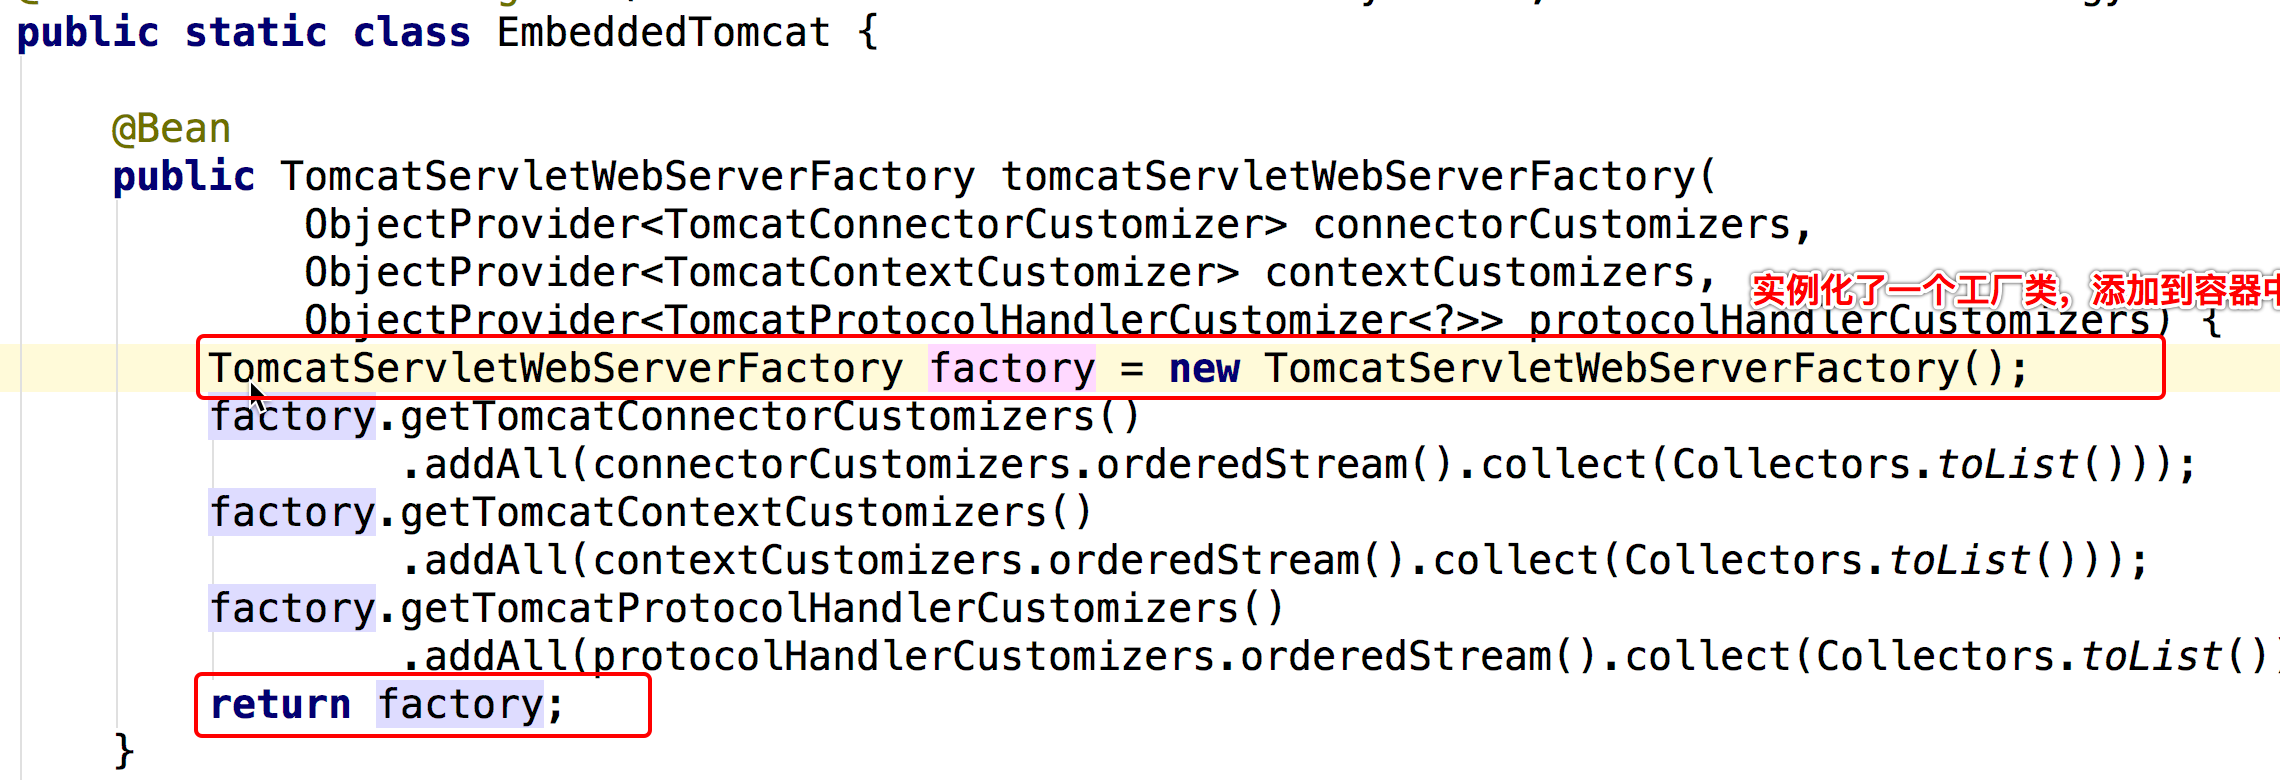 public static class EmbeddedTomcat {
@Bean
public TomcatServletWebServerFactory tomcatServletWebServerFactory(
ObjectProvider<TomcatConnectorCustomizer> connectorCustomizers,
ObjectProvider<TomcatContextCustomizer> contextCustomizers,
实例化了一个工厂类，添加到容器中
ObjectProvider<TomcatProtocolHandlerCustomizer<?>> protocolHandlerCustomizers) {
TomcatServletWebServerFactory factory = new TomcatServletWebServerFactory();
factory.getTomcatConnectorCustomizers()
.addAll(connectorCustomizers.orderedStream().collect(Collectors.toList()));
factory.getTomcatContextCustomizers()
.addAll(contextCustomizers.orderedStream().collect(Collectors.toList()));
factory.getTomcatProtocolHandlerCustomizers()
.addAll(protocolHandlerCustomizers.orderedStream().collect(Collectors.toList())
return factory;
}